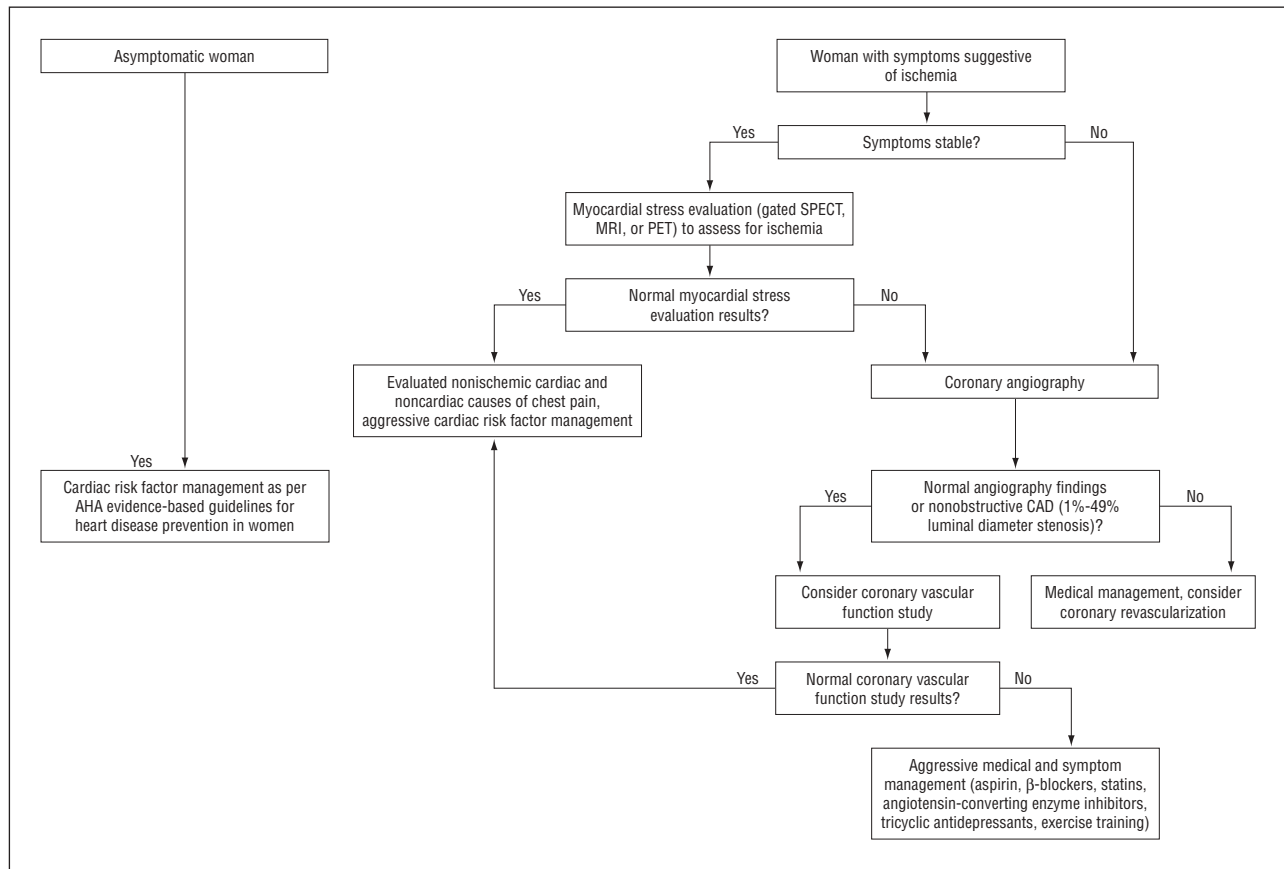 Asymptomatic woman
Woman with symptoms suggestive
of ischemia
Yes
No
Symptoms stable?
Myocardial stress evaluation (gated SPECT,
MRI, or PET) to assess for ischemia
Yes
Normal myocardial stress
evaluation results?
No
Evaluated nonischemic cardiac and
noncardiac causes of chest pain,
aggressive cardiac risk factor management
Coronary angiography
Yes
Cardiac risk factor management as per
AHA evidence-based guidelines for
heart disease prevention in women
Yes
Normal angiography findings
or nonobstructive CAD (1%-49%
luminal diameter stenosis)?
No
Consider coronary vascular
function study
Medical management, consider
coronary revascularization
Yes
Normal coronary vascular
function study results?
No
Aggressive medical and symptom
management (aspirin, β-blockers, statins,
angiotensin-converting enzyme inhibitors,
tricyclic antidepressants, exercise training)